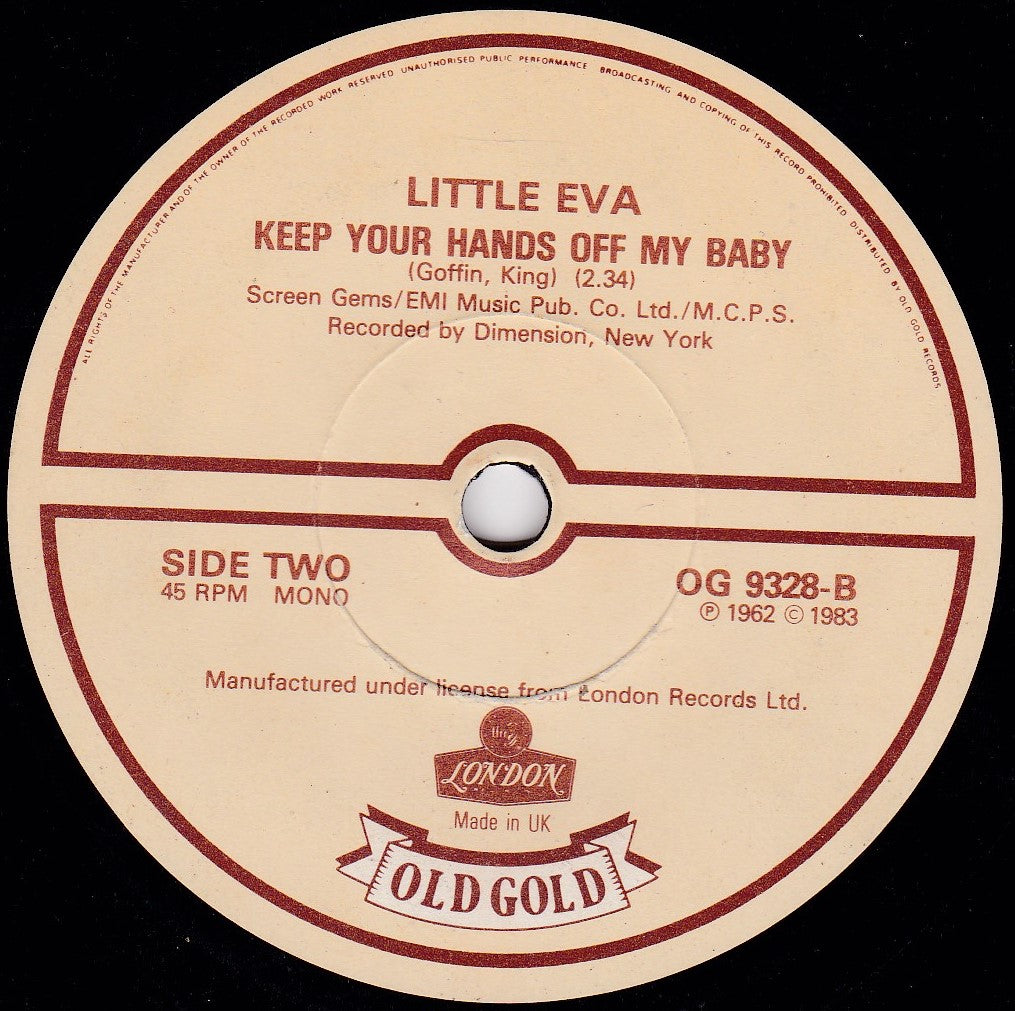 ALL RIGHTS OF THE MANUFACTURER AND OF THE OWNER OF THE RECORDED WORK RESERVED UNAUTHORISED PUBLIC PERFORMANCE BROADCASTING AND COPYING OF THIS RECORD PROHIBITED DISTRIBUTED BY OLD GOLD RECORDS
LITTLE EVA
KEEP YOUR HANDS OFF MY BABY
(Goffin, King) (2.34)
Screen Gems/EMI Music Pub. Co. Ltd./M.C.P.S.
Recorded by Dimension, New York
SIDE TWO
45 RPM MONO
OG 9328-B
℗ 1962 © 1983
Manufactured under license from London Records Ltd.
LONDON
Made in UK
OLD GOLD